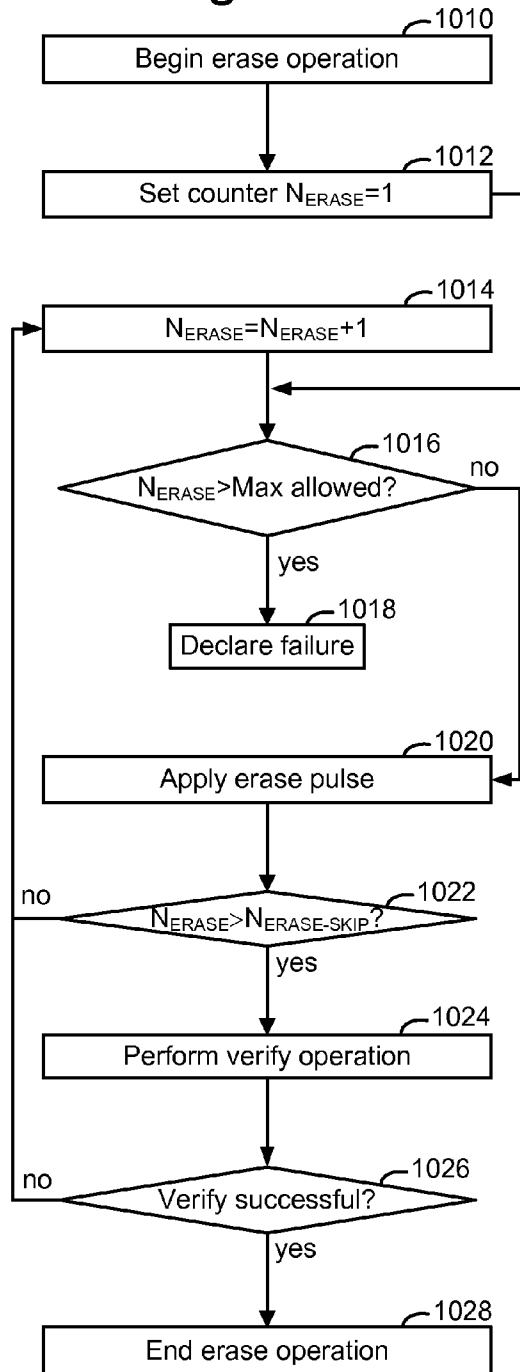 1010
Begin erase operation
1012
Set counter N_ERASE=1
1014
N_ERASE=N_ERASE+1
1016
N_ERASE>Max allowed?
no
yes
1018
Declare failure
1020
Apply erase pulse
1022
no
N_ERASE>N_ERASE-SKIP?
yes
1024
Perform verify operation
1026
no
Verify successful?
yes
1028
End erase operation